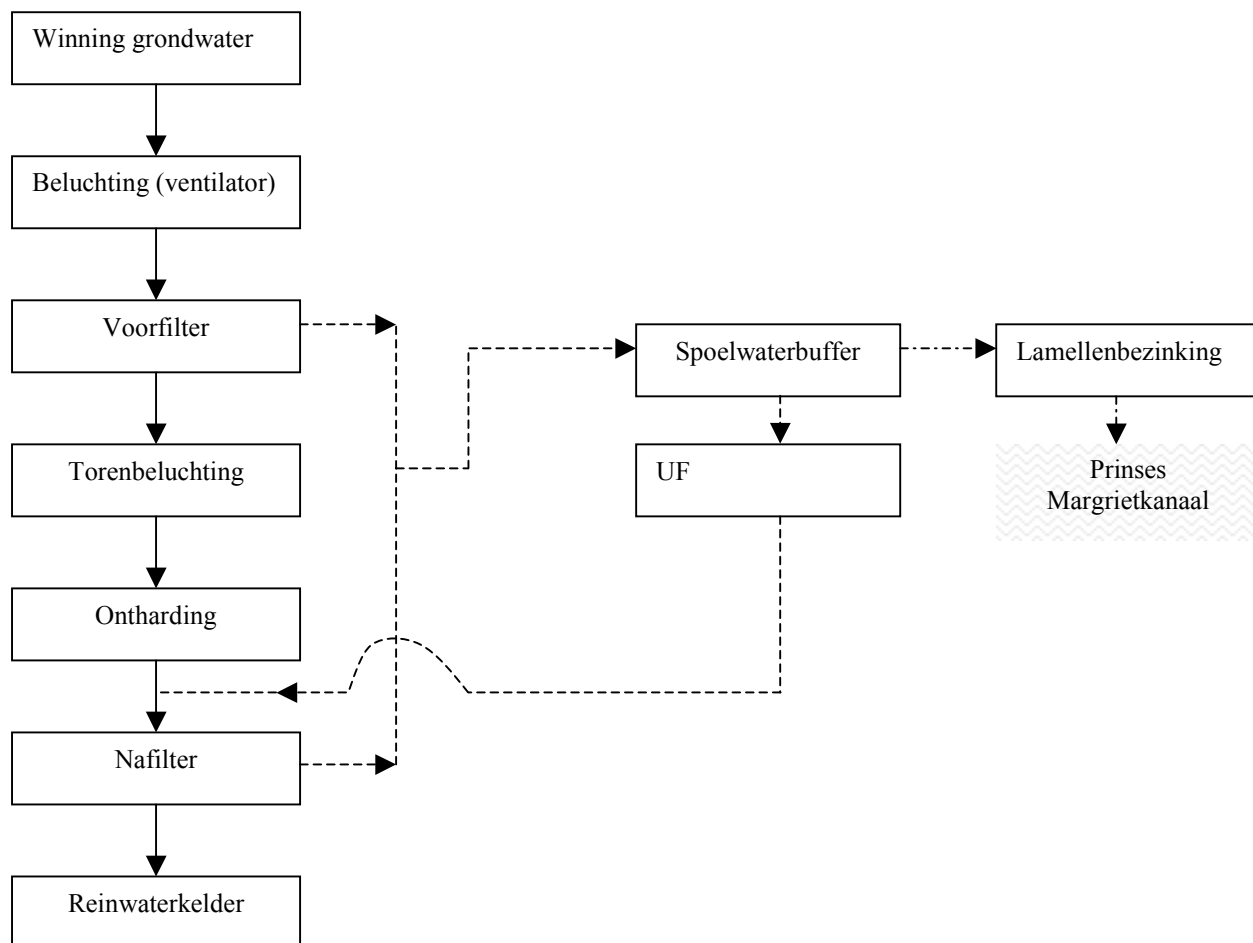 Winning grondwater
Beluchting (ventilator)
Voorfilter
Spoelwaterbuffer
Lamellenbezinking
Torenbeluchting
UF
Prinses
Margrietkanaal
Ontharding
Nafilter
Reinwaterkelder